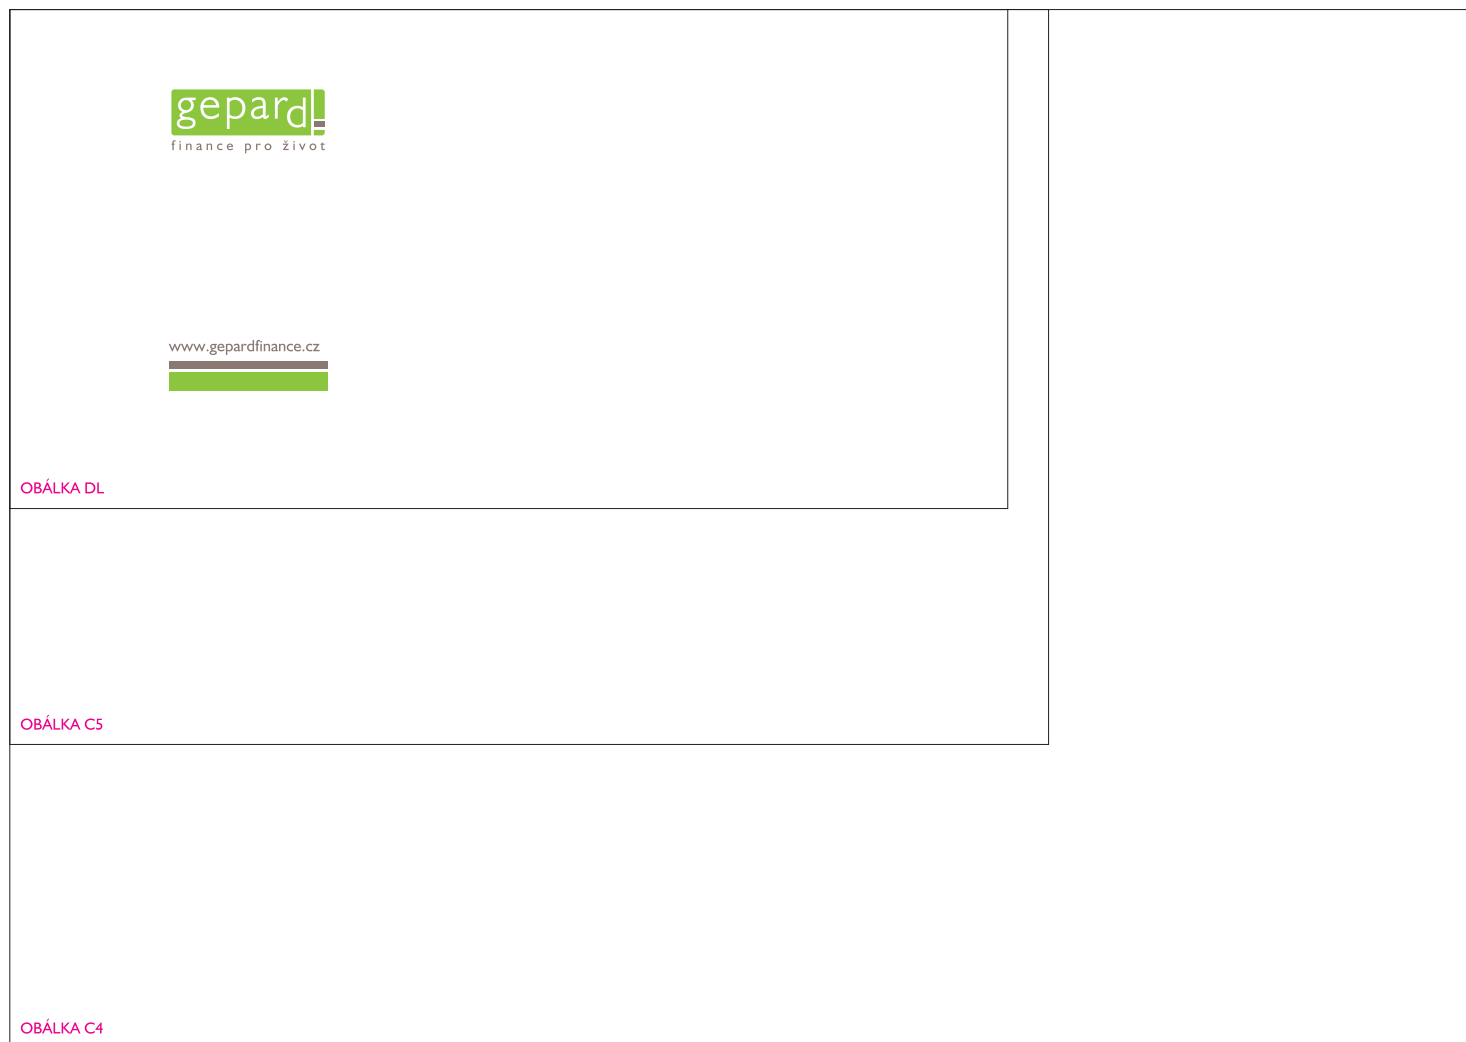 gepard
finance pro život
www.gepardfinance.cz
OBÁLKA DL
OBÁLKA C5
OBÁLKA C4